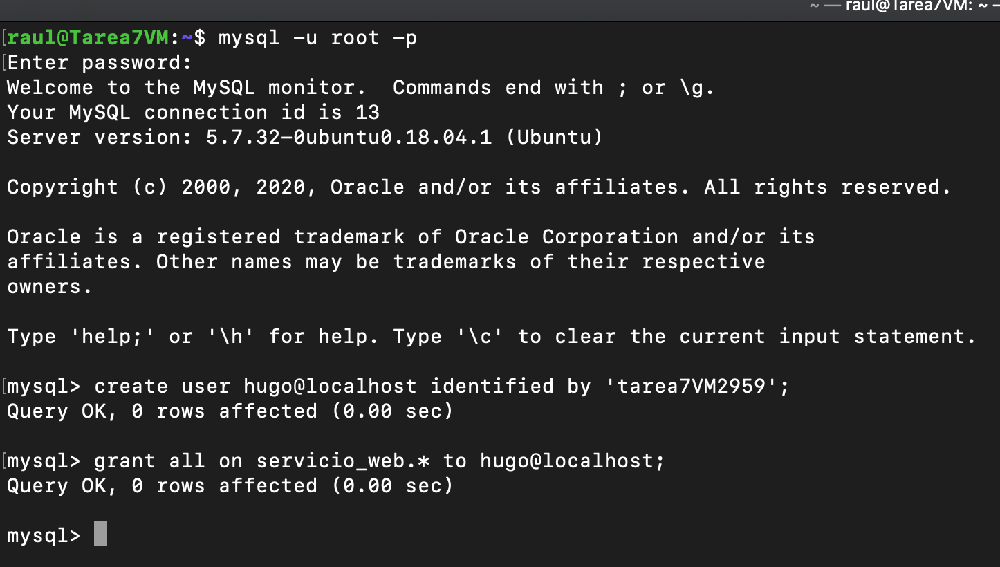 ~ — raul@Tarea7VM: ~ —
raul@Tarea7VM:~$ mysql -u root -p
Enter password:
Welcome to the MySQL monitor.  Commands end with ; or \g.
Your MySQL connection id is 13
Server version: 5.7.32-0ubuntu0.18.04.1 (Ubuntu)
Copyright (c) 2000, 2020, Oracle and/or its affiliates. All rights reserved.
Oracle is a registered trademark of Oracle Corporation and/or its
affiliates. Other names may be trademarks of their respective
owners.
Type 'help;' or '\h' for help. Type '\c' to clear the current input statement.
mysql> create user hugo@localhost identified by 'tarea7VM2959';
Query OK, 0 rows affected (0.00 sec)
mysql> grant all on servicio_web.* to hugo@localhost;
Query OK, 0 rows affected (0.00 sec)
mysql>